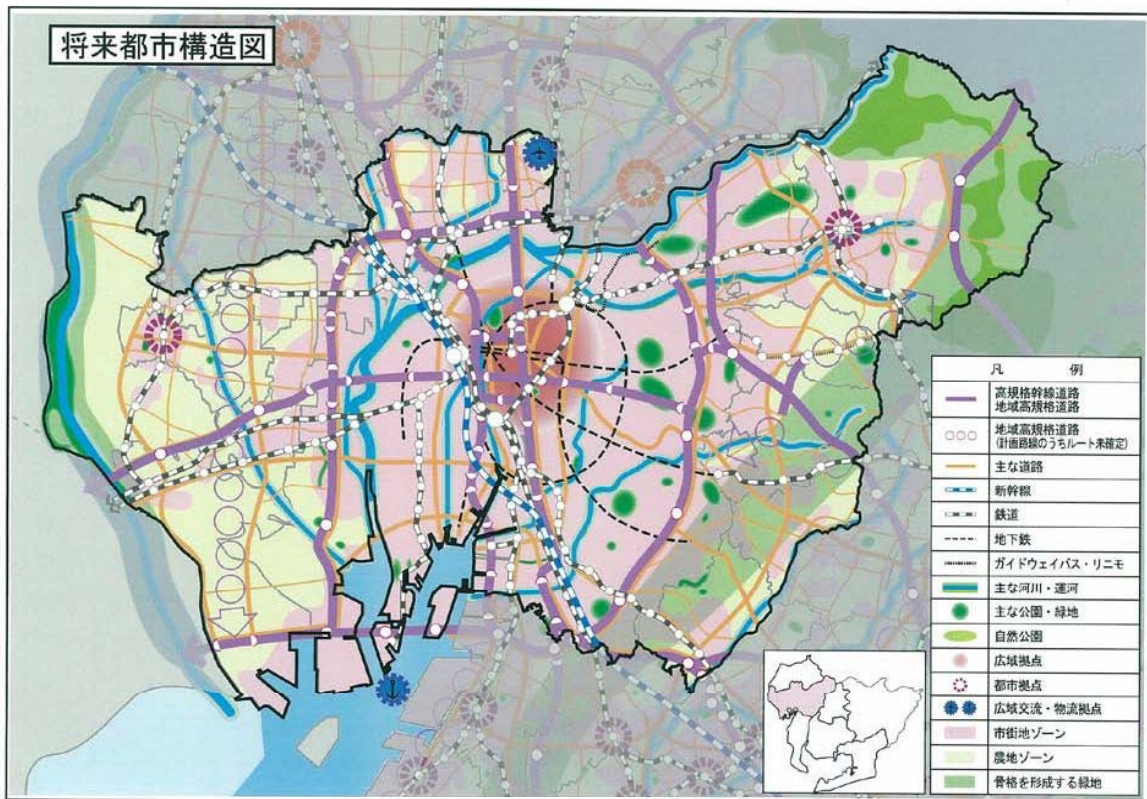 将来都市構造図
凡 例
高規格幹線道路
地域高規格道路
地域高規格道路
(計画路線のうちルート未確定)
主な道路
新幹線
鉄道
地下鉄
ガイドウェイバス・リニモ
主な河川・運河
主な公園・緑地
自然公園
広域拠点
都市拠点
広域交流・物流拠点
市街地ゾーン
農地ゾーン
骨格を形成する緑地